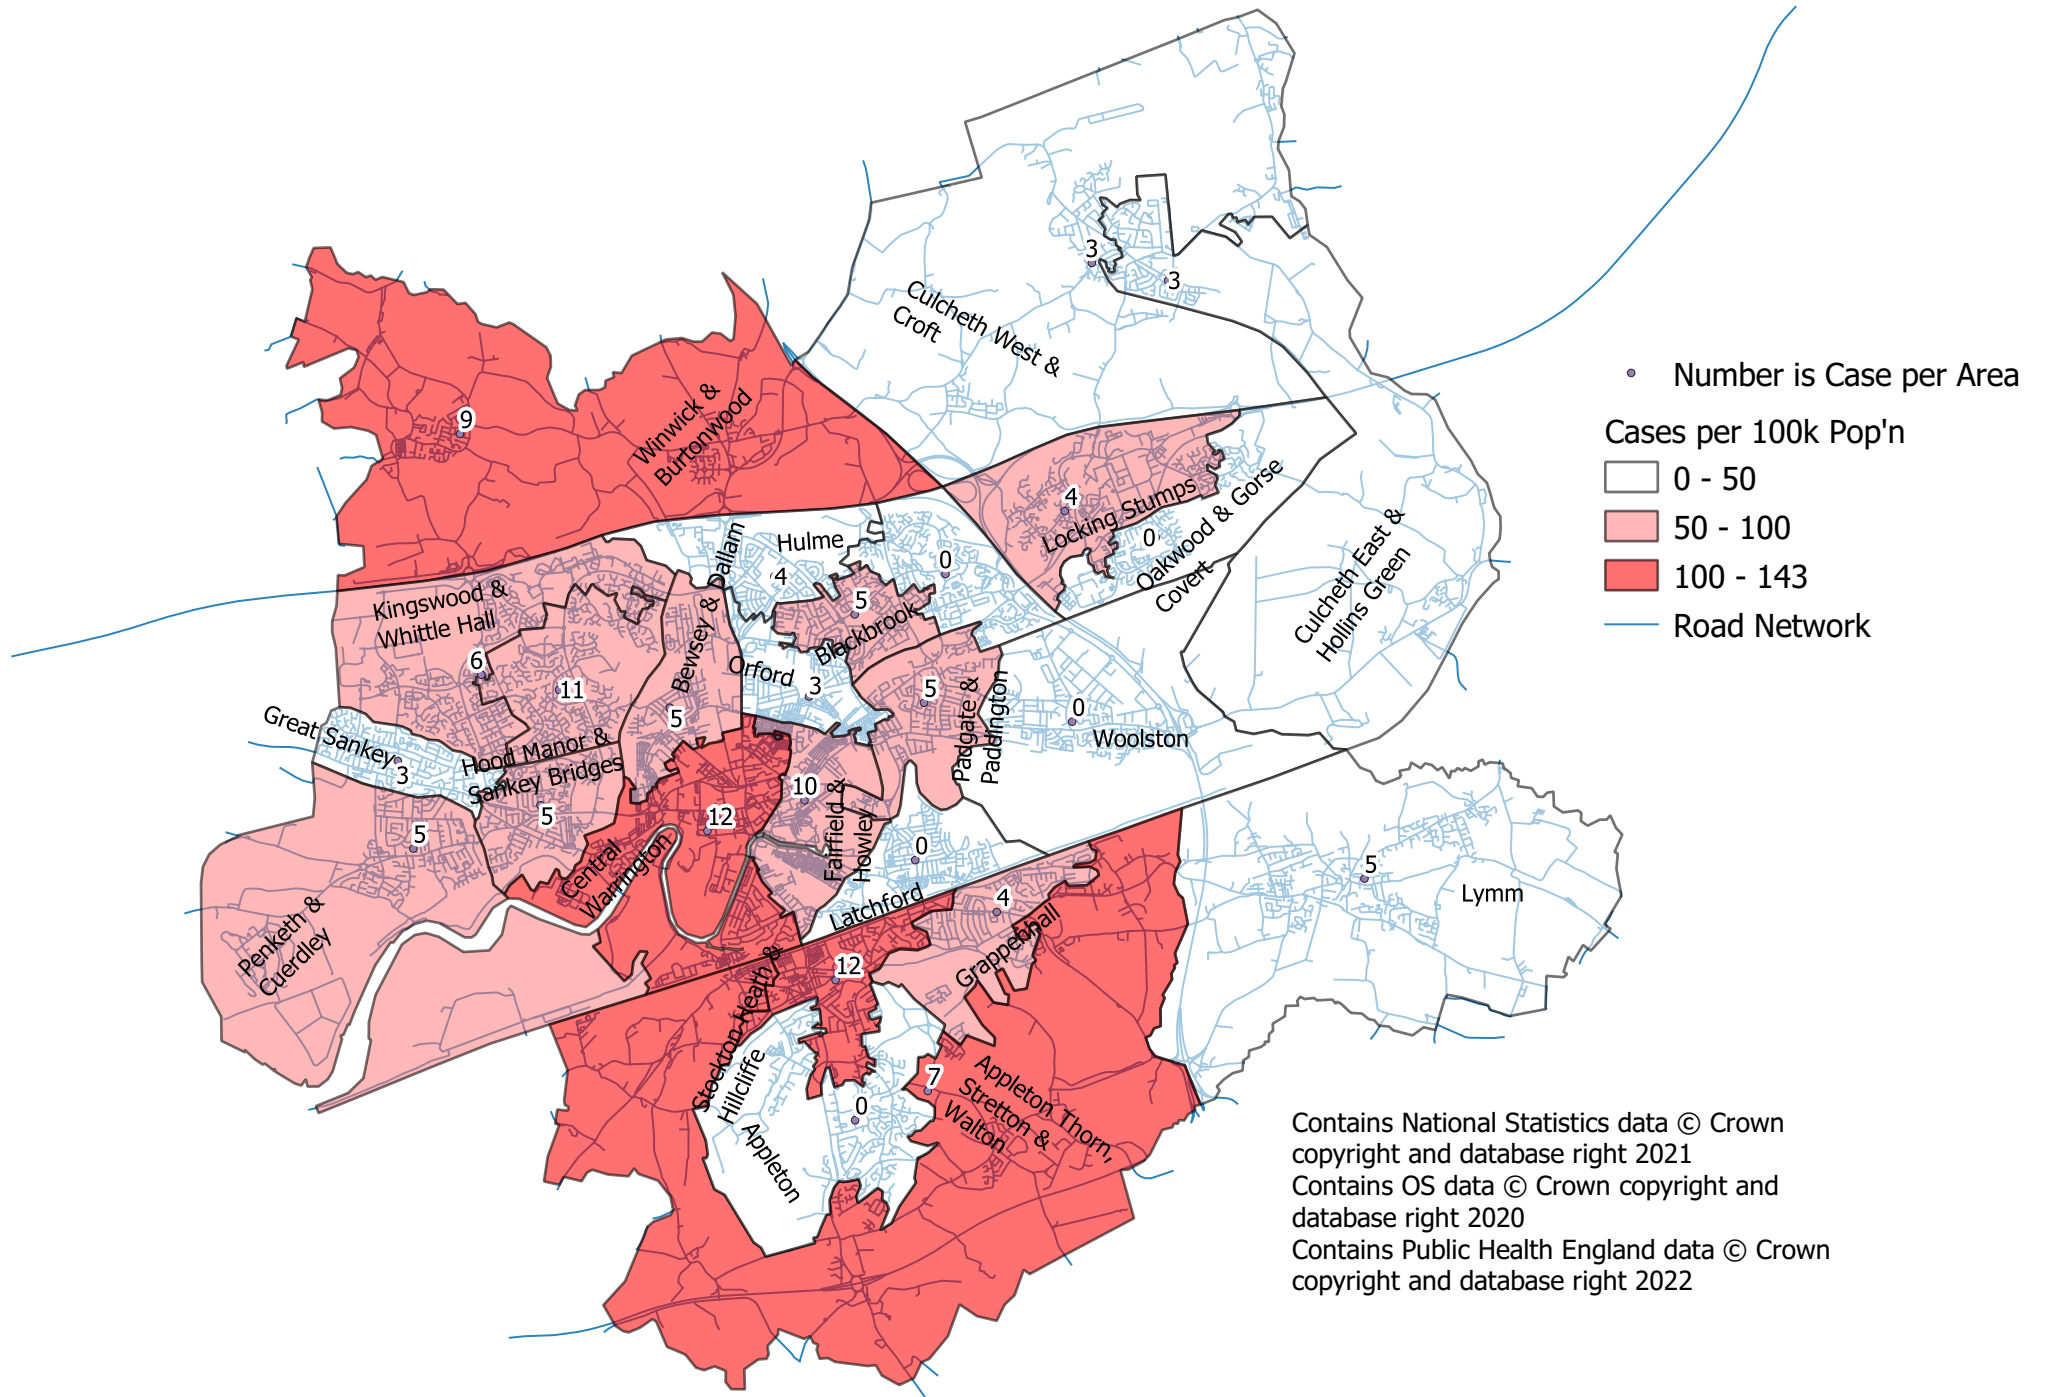 3
3
Culcheth West &
Croft
9
Winwick &
Burtonwood
4
Locking Stumps
0
Oakwood & Gorse
Covert
Culcheth East &
Hollins Green
Hulme
4
0
Kingswood &
Whittle Hall
6
11
Bewsey & Dallam
5
5
Blackbrook
Orford
3
5
Padgate &
Paddington
0
Woolston
Great Sankey
3
Hood Manor &
Sankey Bridges
5
5
Penketh &
Cuerdley
12
Central
Warrington
10
Fairfield &
Howley
0
Latchford
4
Grappenhall
5
Lymm
12
Stockton Heath &
Hillcliffe
0
Appleton
7
Appleton Thorn,
Stretton &
Walton
Number is Case per Area
Cases per 100k Pop'n
0 - 50
50 - 100
100 - 143
Road Network
Contains National Statistics data © Crown
copyright and database right 2021
Contains OS data © Crown copyright and
database right 2020
Contains Public Health England data © Crown
copyright and database right 2022